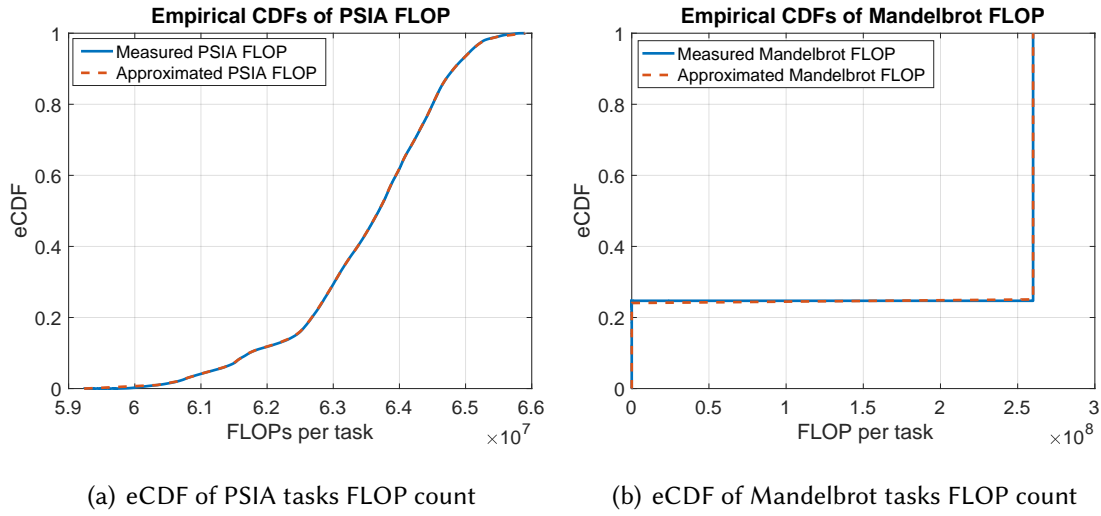 Empirical CDFs of PSIA FLOP
1
0.8
0.6
0.4
0.2
0
eCDF
Measured PSIA FLOP
Approximated PSIA FLOP
5.9 6 6.1 6.2 6.3 6.4 6.5 6.6
FLOPs per task
×10^7
(a) eCDF of PSIA tasks FLOP count
Empirical CDFs of Mandelbrot FLOP
1
0.8
0.6
0.4
0.2
0
eCDF
Measured Mandelbrot FLOP
Approximated Mandelbrot FLOP
0 0.5 1 1.5 2 2.5 3
FLOP per task
×10^8
(b) eCDF of Mandelbrot tasks FLOP count